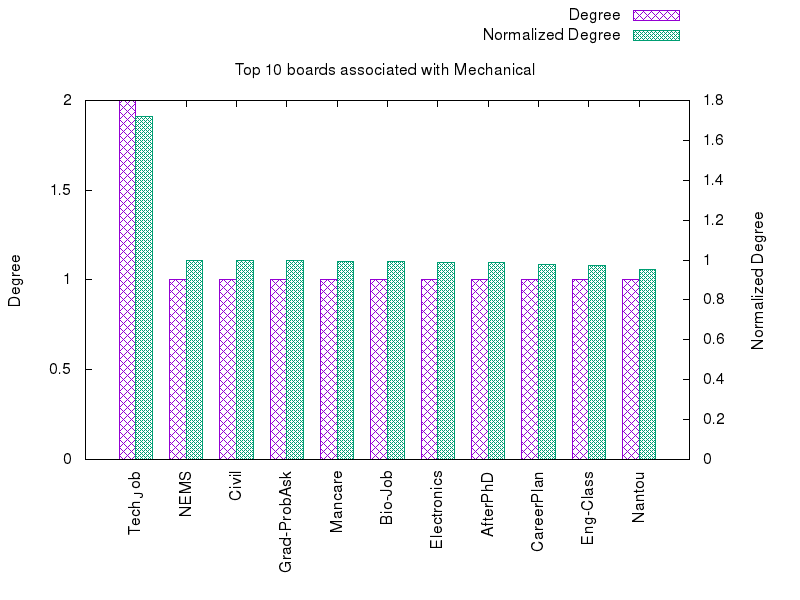 Degree
Normalized Degree
Top 10 boards associated with Mechanical
2
1.5
1
0.5
0
1.8
1.6
1.4
1.2
1
0.8
0.6
0.4
0.2
0
Degree
Normalized Degree
TechJob
NEMS
Civil
Grad-ProbAsk
Mancare
Bio-Job
Electronics
AfterPhD
CareerPlan
Eng-Class
Nantou